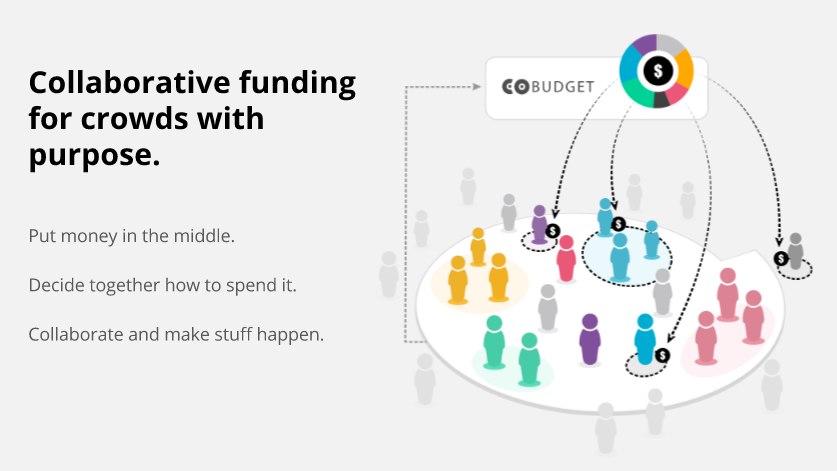 Collaborative funding
for crowds with
purpose.
Put money in the middle.
Decide together how to spend it.
Collaborate and make stuff happen.
COBUDGET
$
$
$
$
$